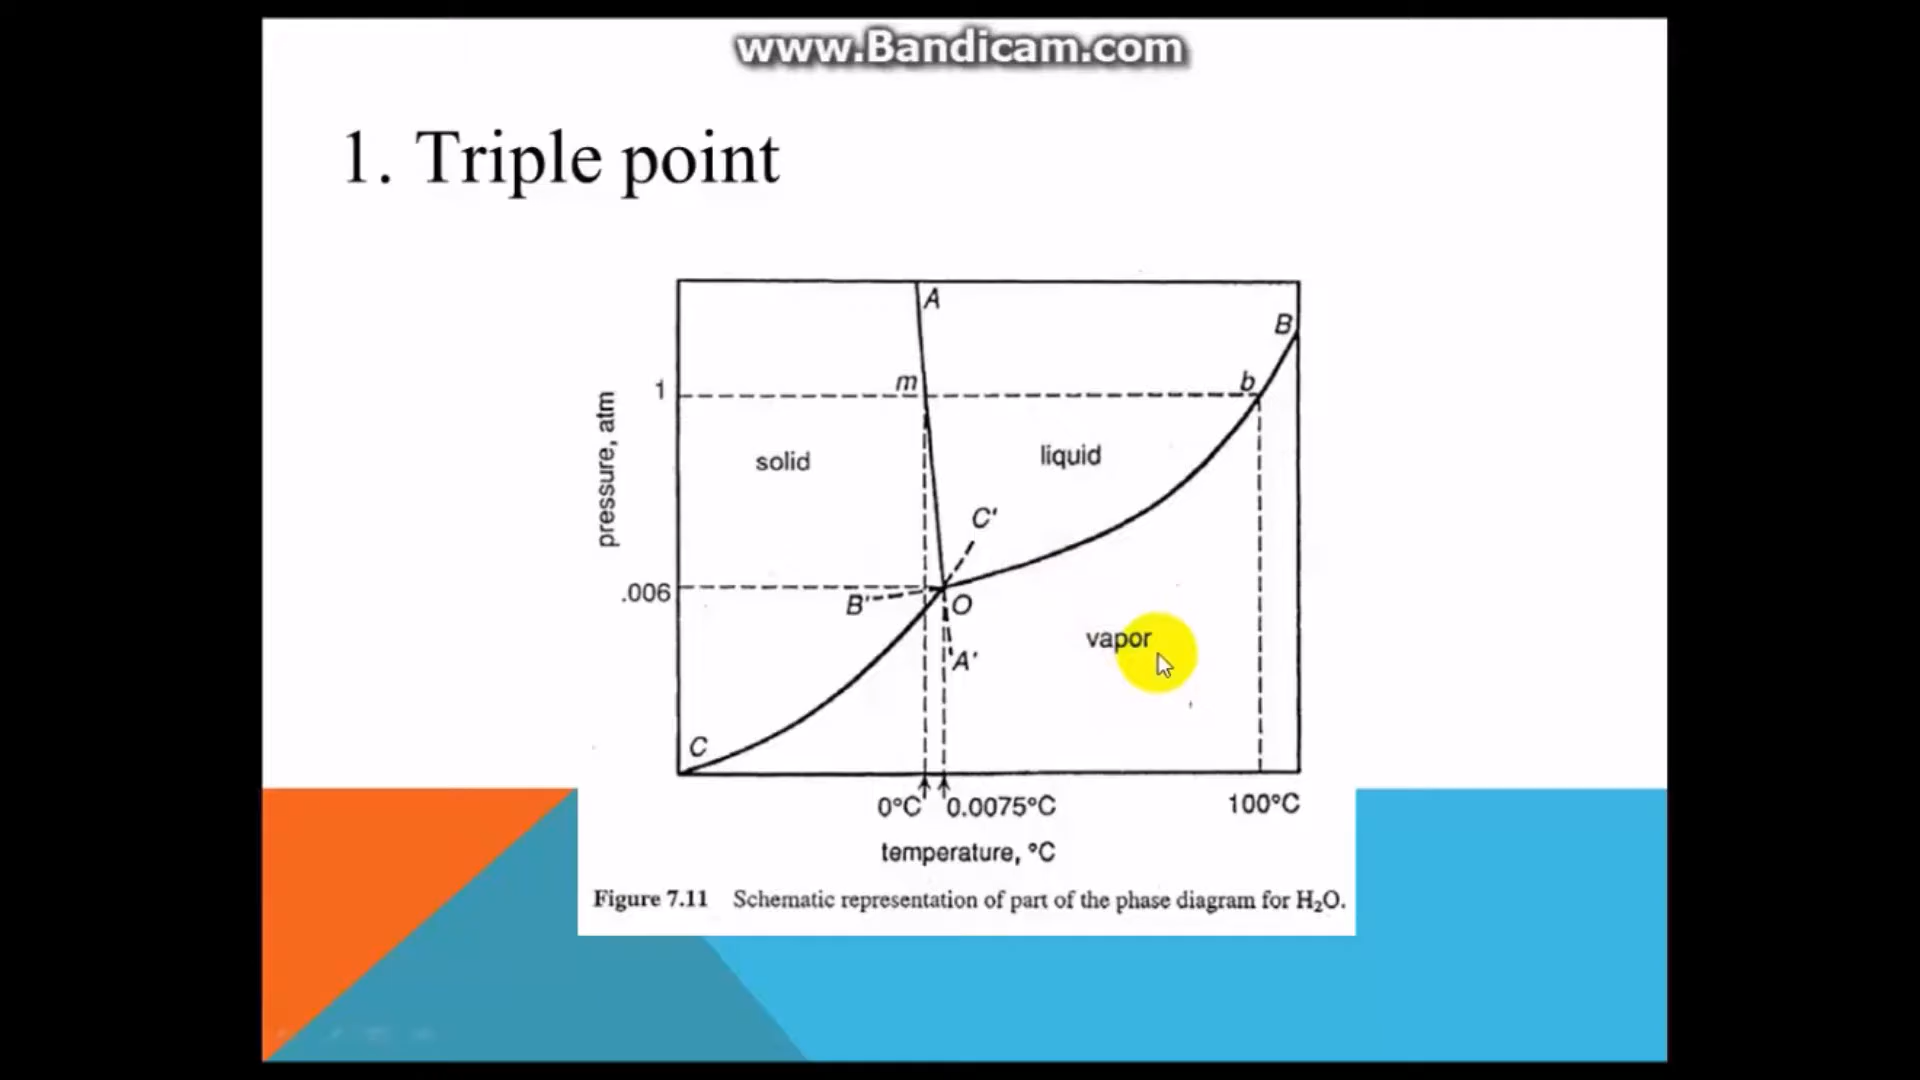 www.Bandicam.com
1. Triple point
A
B
1
m
b
pressure, atm
solid
liquid
C'
.006
B'
O
vapor
A'
C
0°C
0.0075°C
100°C
temperature, °C
Figure 7.11 Schematic representation of part of the phase diagram for H₂O.